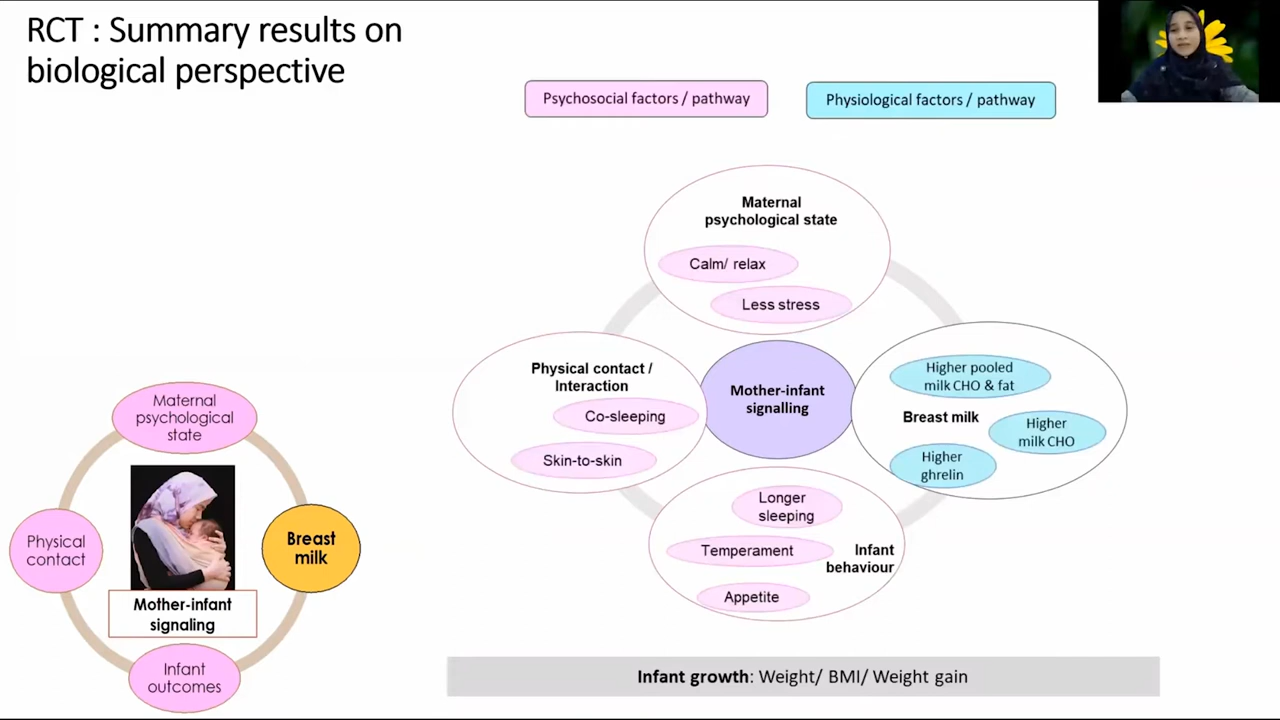 RCT : Summary results on
biological perspective
Psychosocial factors / pathway
Physiological factors / pathway
Maternal
psychological state
Calm/ relax
Less stress
Physical contact /
Interaction
Co-sleeping
Skin-to-skin
Mother-infant
signalling
Higher pooled
milk CHO & fat
Breast milk
Higher
milk CHO
Higher
ghrelin
Longer
sleeping
Temperament
Infant
behaviour
Appetite
Maternal
psychological
state
Physical
contact
Breast
milk
Mother-infant
signaling
Infant
outcomes
Infant growth: Weight/ BMI/ Weight gain